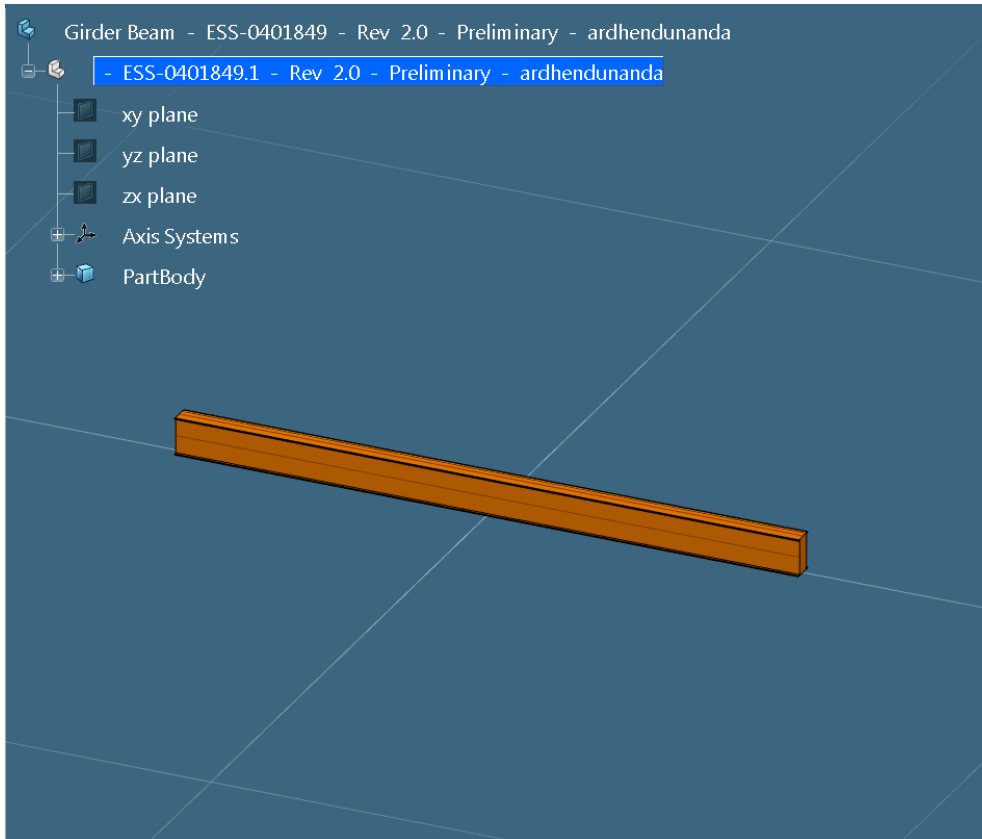 Girder Beam - ESS-0401849 - Rev 2.0 - Preliminary - ardhendunanda
- ESS-0401849.1 - Rev 2.0 - Preliminary - ardhendunanda
xy plane
yz plane
zx plane
Axis Systems
PartBody